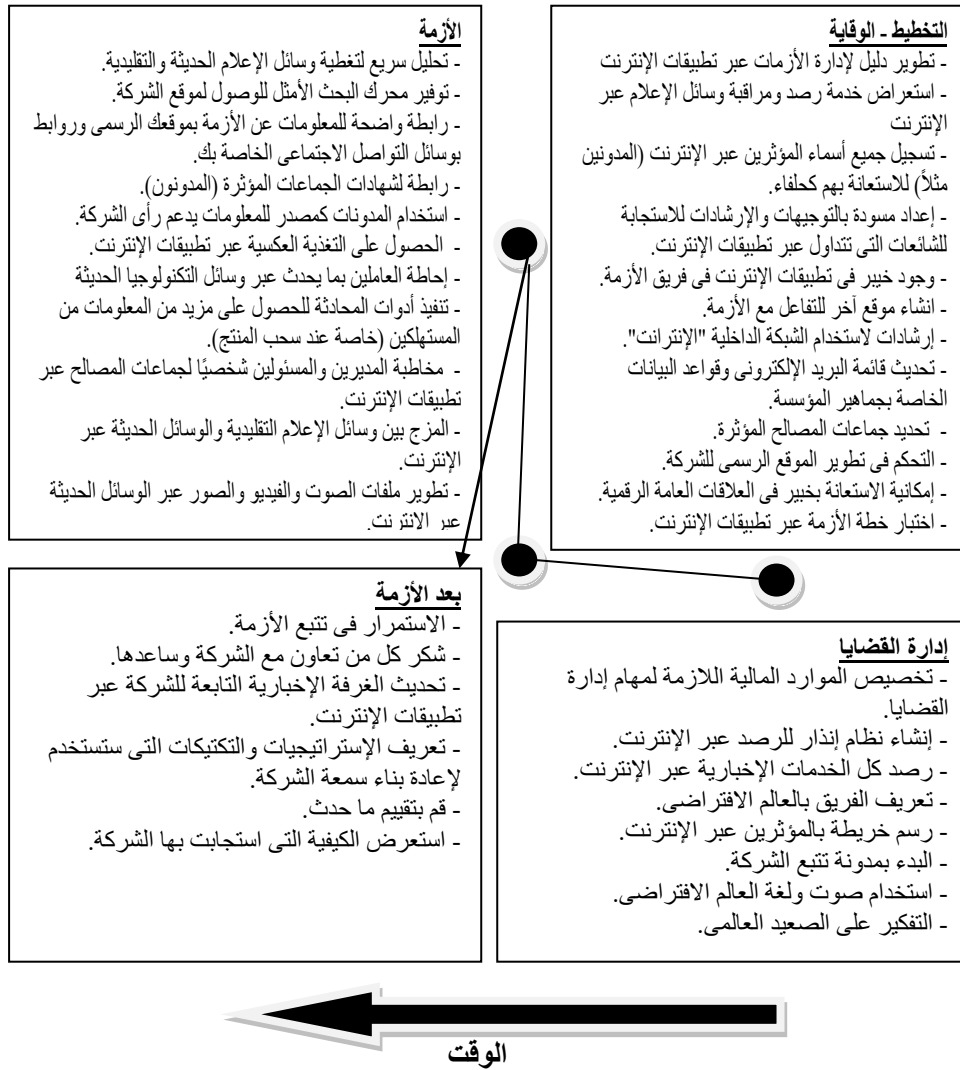 التخطيط - الوقاية
- تطوير دليل لإدارة الأزمات عبر تطبيقات الإنترنت
- استعراض خدمة رصد ومراقبة وسائل الإعلام عبر
الإنترنت
- تسجيل جميع أسماء المؤثرين عبر الإنترنت (المدونين
مثلاً) للاستعانة بهم كحلفاء.
- إعداد مسودة بالتوجيهات والإرشادات للاستجابة
للشائعات التى تتداول عبر تطبيقات الإنترنت.
- وجود خبير فى تطبيقات الإنترنت فى فريق الأزمة.
- انشاء موقع آخر للتفاعل مع الأزمة.
- إرشادات لاستخدام الشبكة الداخلية "الإنترانت".
- تحديث قائمة البريد الإلكترونى وقواعد البيانات
الخاصة بجماهير المؤسسة.
- تحديد جماعات المصالح المؤثرة.
- التحكم فى تطوير الموقع الرسمى للشركة.
- إمكانية الاستعانة بخبير فى العلاقات العامة الرقمية.
- اختبار خطة الأزمة عبر تطبيقات الإنترنت.
الأزمة
- تحليل سريع لتغطية وسائل الإعلام الحديثة والتقليدية.
- توفير محرك البحث الأمثل للوصول لموقع الشركة.
- رابطة واضحة للمعلومات عن الأزمة بموقعك الرسمى وروابط
بوسائل التواصل الاجتماعى الخاصة بك.
- رابطة لشهادات الجماعات المؤثرة (المدونون).
- استخدام المدونات كمصدر للمعلومات يدعم رأى الشركة.
- الحصول على التغذية العكسية عبر تطبيقات الإنترنت.
- إحاطة العاملين بما يحدث عبر وسائل التكنولوجيا الحديثة
- تنفيذ أدوات المحادثة للحصول على مزيد من المعلومات من
المستهلكين (خاصة عند سحب المنتج).
- مخاطبة المديرين والمسئولين شخصيًا لجماعات المصالح عبر
تطبيقات الإنترنت.
- المزج بين وسائل الإعلام التقليدية والوسائل الحديثة عبر
الإنترنت.
- تطوير ملفات الصوت والفيديو والصور عبر الوسائل الحديثة
عبر الانترنت.
إدارة القضايا
- تخصيص الموارد المالية اللازمة لمهام إدارة
القضايا.
- إنشاء نظام إنذار للرصد عبر الإنترنت.
- رصد كل الخدمات الإخبارية عبر الإنترنت.
- تعريف الفريق بالعالم الافتراضى.
- رسم خريطة بالمؤثرين عبر الإنترنت.
- البدء بمدونة تتبع الشركة.
- استخدام صوت ولغة العالم الافتراضى.
- التفكير على الصعيد العالمى.
بعد الأزمة
- الاستمرار فى تتبع الأزمة.
- شكر كل من تعاون مع الشركة وساعدها.
- تحديث الغرفة الإخبارية التابعة للشركة عبر
تطبيقات الإنترنت.
- تعريف الإستراتيجيات والتكتيكات التى ستستخدم
لإعادة بناء سمعة الشركة.
- قم بتقييم ما حدث.
- استعرض الكيفية التى استجابت بها الشركة.
الوقت